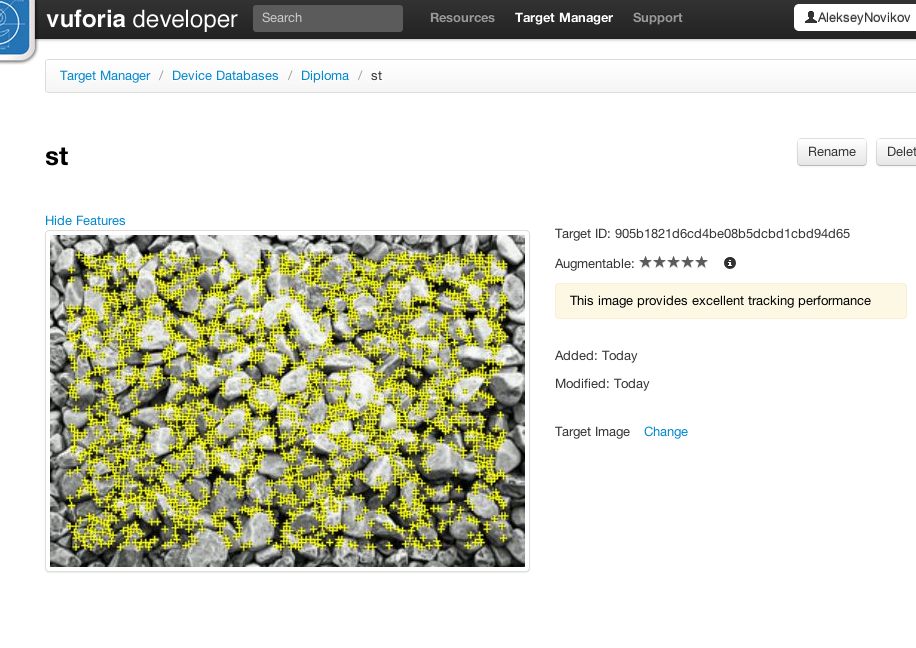 vuforia developer Search Resources Target Manager Support AlekseyNovikov
Target Manager / Device Databases / Diploma / st
st
Rename Delet
Hide Features
Target ID: 905b1821d6cd4be08b5dcbd1cbd94d65
Augmentable: ★★★★★
This image provides excellent tracking performance
Added: Today
Modified: Today
Target Image Change